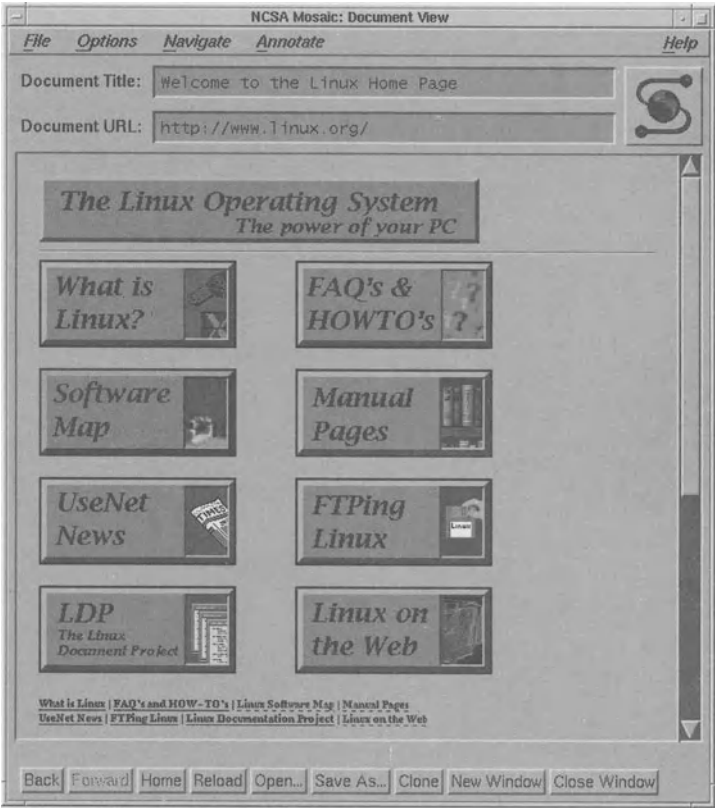 NCSA Mosaic: Document View
File Options Navigate Annotate Help
Document Title: Welcome to the Linux Home Page
Document URL: http://www.linux.org/
The Linux Operating System
The power of your PC
What is
Linux?
FAQ's &
HOWTO's
Software
Map
Manual
Pages
UseNet
News
TIMES
FTPing
Linux
Linux
LDP
The Linux
Document Project
Linux on
the Web
What is Linux | FAQ's and HOW-TO's | Linux Software Map | Manual Pages
UseNet News | FTPing Linux | Linux Documentation Project | Linux on the Web
Back Forward Home Reload Open... Save As... Clone New Window Close Window